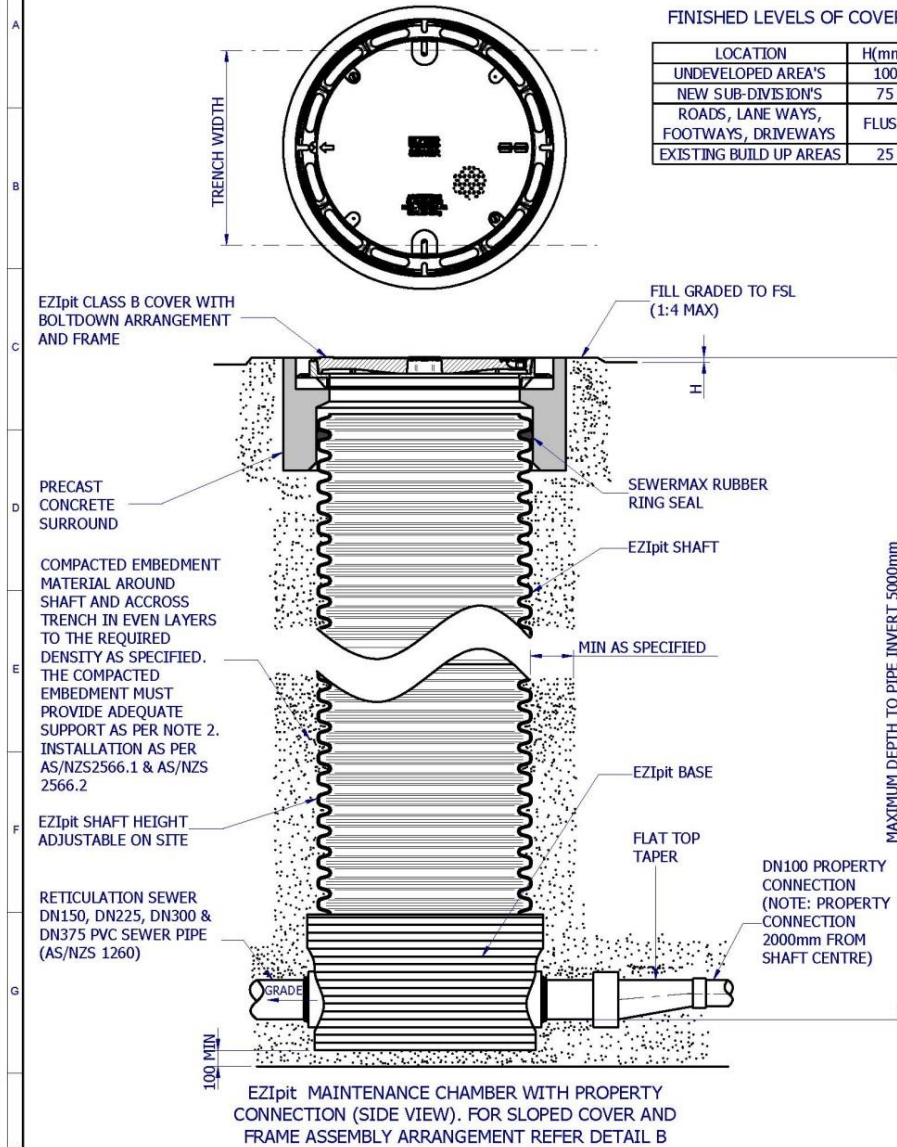 A
B
C
D
E
F
G
FINISHED LEVELS OF COVER
LOCATION H(mm
UNDEVELOPED AREA'S 100
NEW SUB-DIVISION'S 75
ROADS, LANE WAYS,
FOOTWAYS, DRIVEWAYS FLUS
EXISTING BUILD UP AREAS 25
TRENCH WIDTH
EZIpit CLASS B COVER WITH
BOLTDOWN ARRANGEMENT
AND FRAME
FILL GRADED TO FSL
(1:4 MAX)
H
PRECAST
CONCRETE
SURROUND
SEWERMAX RUBBER
RING SEAL
EZIpit SHAFT
COMPACTED EMBEDMENT
MATERIAL AROUND
SHAFT AND ACCROSS
TRENCH IN EVEN LAYERS
TO THE REQUIRED
DENSITY AS SPECIFIED.
THE COMPACTED
EMBEDMENT MUST
PROVIDE ADEQUATE
SUPPORT AS PER NOTE 2.
INSTALLATION AS PER
AS/NZS2566.1 & AS/NZS
2566.2
MIN AS SPECIFIED
MAXIMUM DEPTH TO PIPE INVERT 5000mm
EZIpit BASE
EZIpit SHAFT HEIGHT
ADJUSTABLE ON SITE
FLAT TOP
TAPER
DN100 PROPERTY
CONNECTION
(NOTE: PROPERTY
CONNECTION
2000mm FROM
SHAFT CENTRE)
RETICULATION SEWER
DN150, DN225, DN300 &
DN375 PVC SEWER PIPE
(AS/NZS 1260)
GRADE
100 MIN
EZIpit MAINTENANCE CHAMBER WITH PROPERTY
CONNECTION (SIDE VIEW). FOR SLOPED COVER AND
FRAME ASSEMBLY ARRANGEMENT REFER DETAIL B